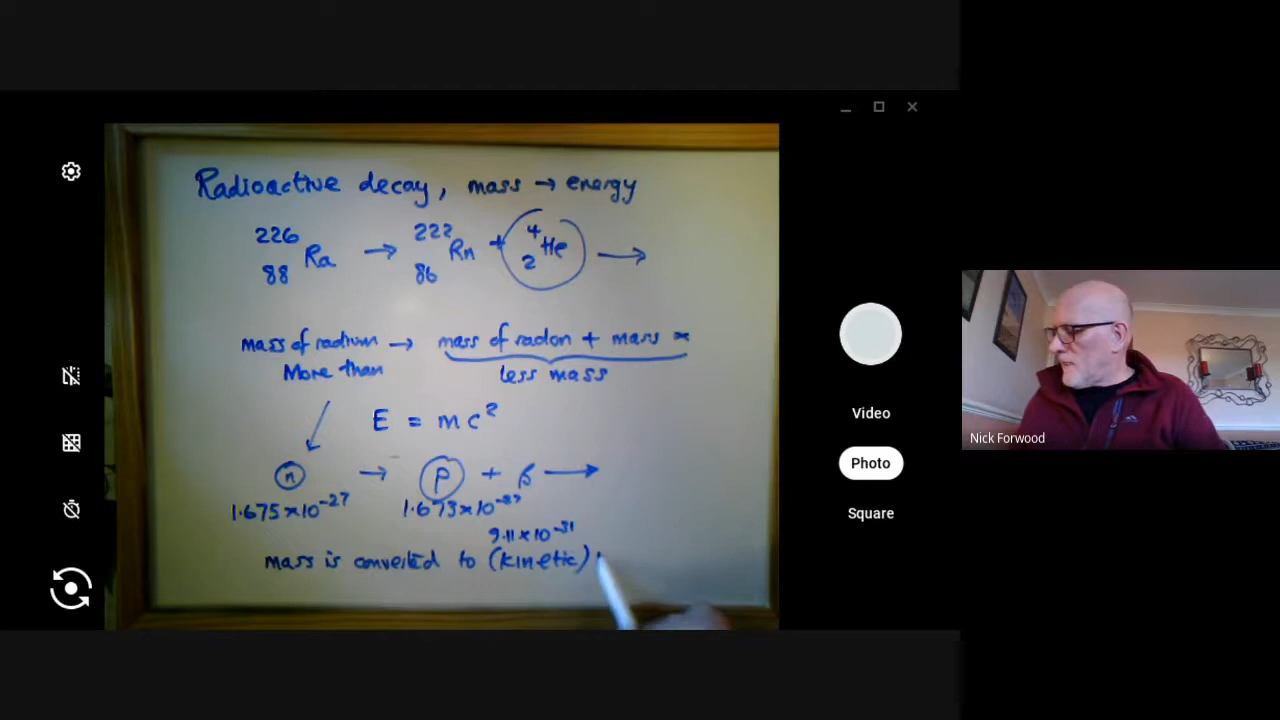 Radioactive decay, mass → energy
226 88 Ra → 222 86 Rn + 4 2 He →
mass of radium → mass of radon + mass ∝
More than less mass
E = mc²
n → p + β →
1.675×10⁻²⁷ 1.673×10⁻²⁷
9.11×10⁻³¹
mass is converted to (kinetic)
Video
Photo
Square
Nick Forwood